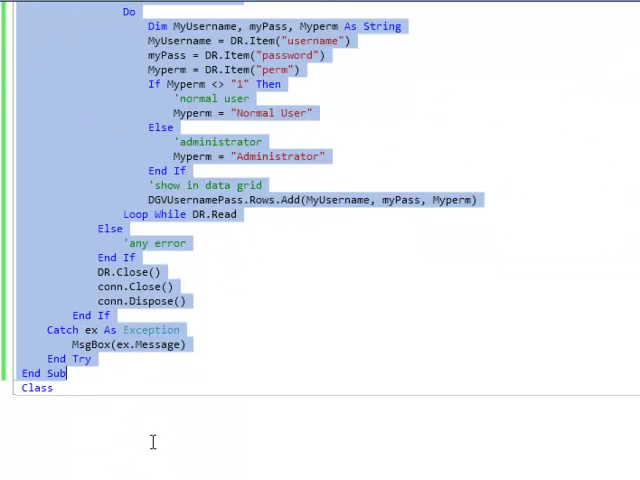 Do
Dim MyUsername, myPass, Myperm As String
MyUsername = DR.Item("username")
myPass = DR.Item("password")
Myperm = DR.Item("perm")
If Myperm <> "1" Then
'normal user
Myperm = "Normal User"
Else
'administrator
Myperm = "Administrator"
End If
'show in data grid
DGVUsernamePass.Rows.Add(MyUsername, myPass, Myperm)
Loop While DR.Read
Else
'any error
End If
DR.Close()
conn.Close()
conn.Dispose()
End If
Catch ex As Exception
MsgBox(ex.Message)
End Try
End Sub
Class